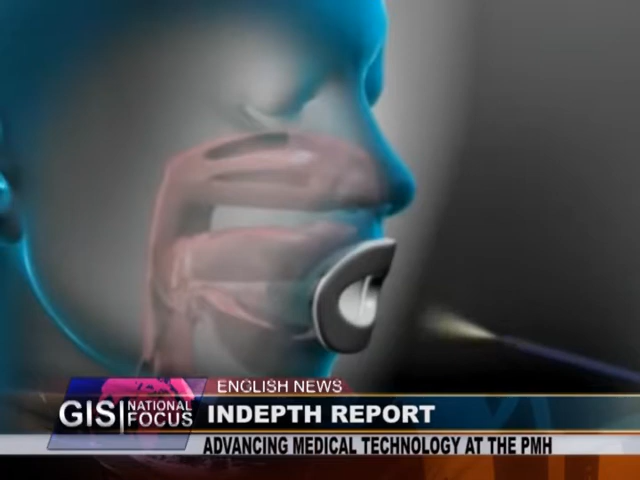 ENGLISH NEWS
GIS NATIONAL FOCUS
INDEPTH REPORT
ADVANCING MEDICAL TECHNOLOGY AT THE PMH